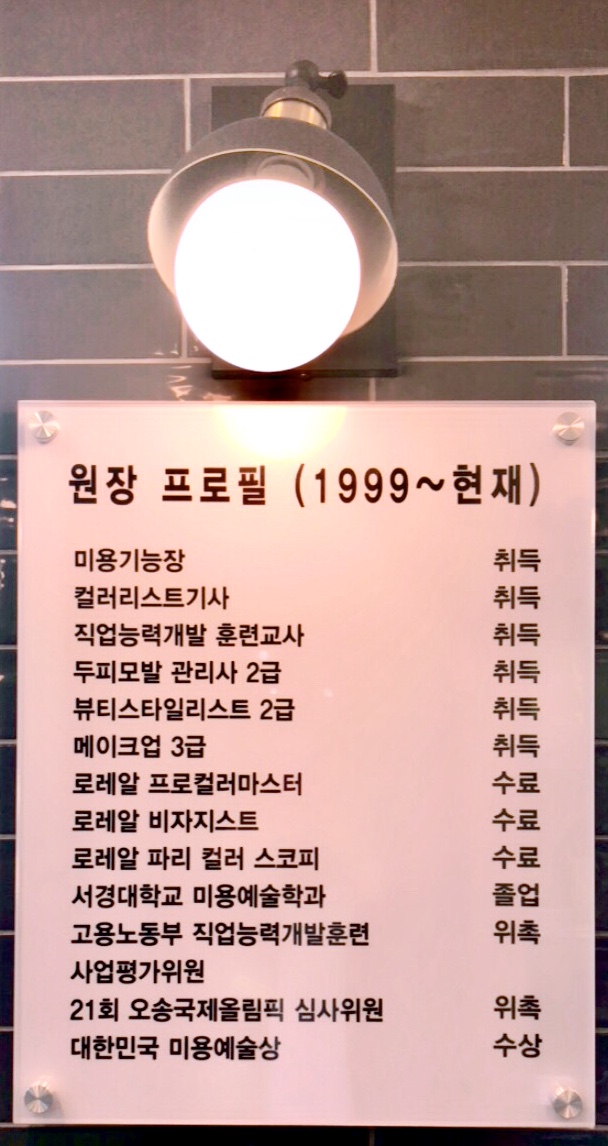 원장 프로필 (1999~현재)
미용기능장 취득
컬러리스트기사 취득
직업능력개발 훈련교사 취득
두피모발 관리사 2급 취득
뷰티스타일리스트 2급 취득
메이크업 3급 취득
로레알 프로컬러마스터 수료
로레알 비자지스트 수료
로레알 파리 컬러 스코피 수료
서경대학교 미용예술학과 졸업
고용노동부 직업능력개발훈련 위촉
사업평가위원
21회 오송국제올림픽 심사위원 위촉
대한민국 미용예술상 수상